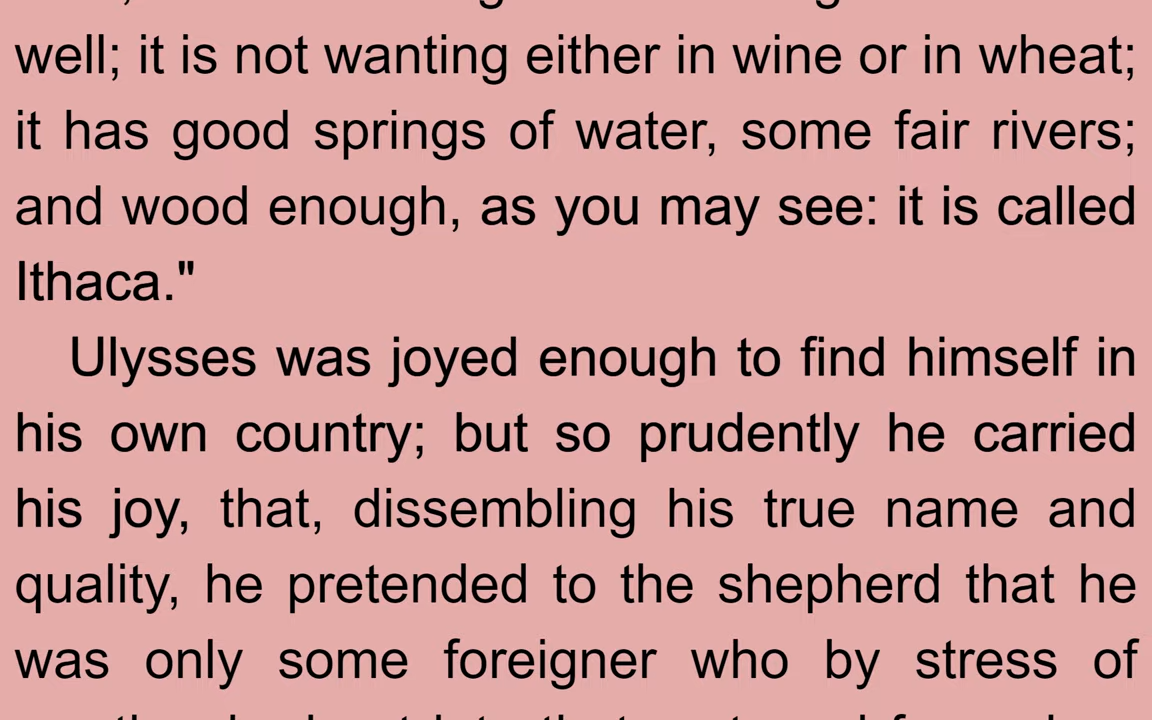 well; it is not wanting either in wine or in wheat;
it has good springs of water, some fair rivers;
and wood enough, as you may see: it is called
Ithaca."
Ulysses was joyed enough to find himself in
his own country; but so prudently he carried
his joy, that, dissembling his true name and
quality, he pretended to the shepherd that he
was only some foreigner who by stress of